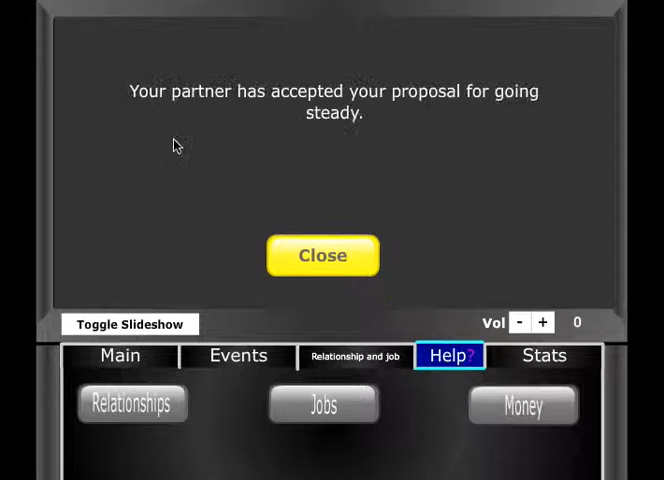 Your partner has accepted your proposal for going
steady.
Close
Toggle Slideshow
Vol - + 0
Main Events Relationship and job Help? Stats
Relationships Jobs Money